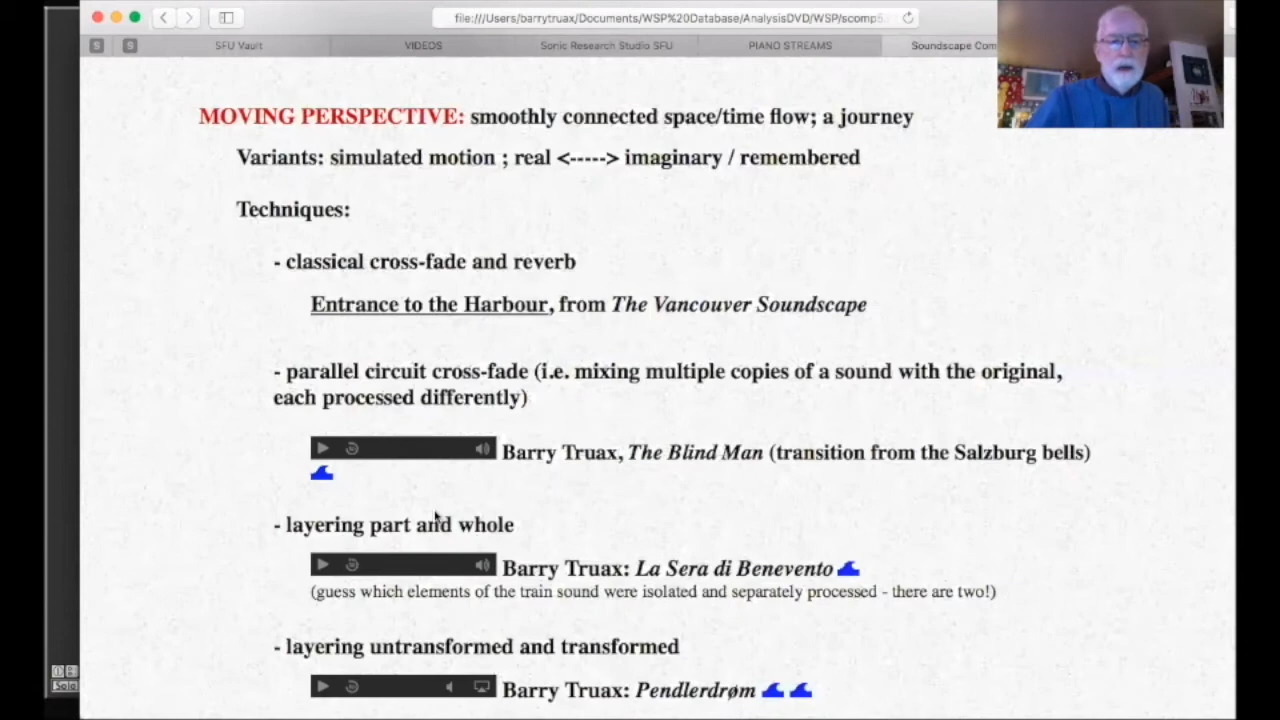 file:///Users/barrytruax/Documents/WSP%20Database/AnalysisDVD/WSP/scomp5.
S S SFU Vault VIDEOS Sonic Research Studio SFU PIANO STREAMS Soundscape Com
MOVING PERSPECTIVE: smoothly connected space/time flow; a journey
Variants: simulated motion ; real <-----> imaginary / remembered
Techniques:
- classical cross-fade and reverb
Entrance to the Harbour, from The Vancouver Soundscape
- parallel circuit cross-fade (i.e. mixing multiple copies of a sound with the original,
each processed differently)
Barry Truax, The Blind Man (transition from the Salzburg bells)
- layering part and whole
Barry Truax: La Sera di Benevento
(guess which elements of the train sound were isolated and separately processed - there are two!)
- layering untransformed and transformed
Solo
Barry Truax: Pendlerdrøm